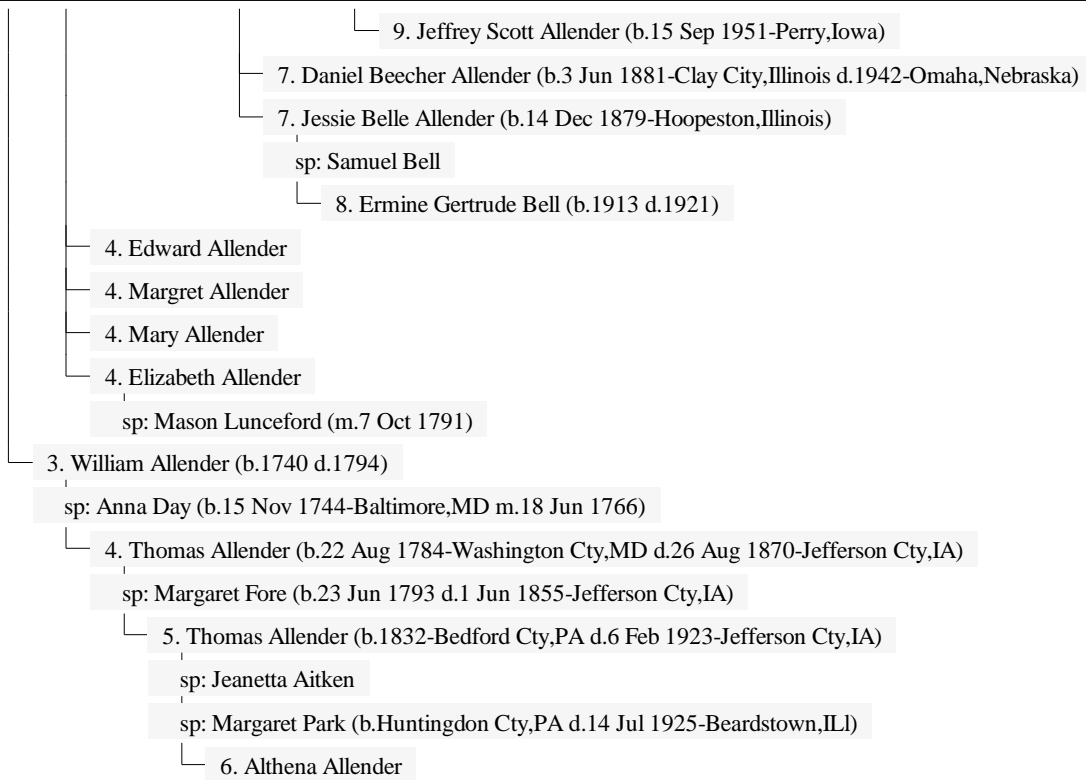 9. Jeffrey Scott Allender (b.15 Sep 1951-Perry,Iowa)
7. Daniel Beecher Allender (b.3 Jun 1881-Clay City,Illinois d.1942-Omaha,Nebraska)
7. Jessie Belle Allender (b.14 Dec 1879-Hoopeston,Illinois)
sp: Samuel Bell
8. Ermine Gertrude Bell (b.1913 d.1921)
4. Edward Allender
4. Margret Allender
4. Mary Allender
4. Elizabeth Allender
sp: Mason Lunceford (m.7 Oct 1791)
3. William Allender (b.1740 d.1794)
sp: Anna Day (b.15 Nov 1744-Baltimore,MD m.18 Jun 1766)
4. Thomas Allender (b.22 Aug 1784-Washington Cty,MD d.26 Aug 1870-Jefferson Cty,IA)
sp: Margaret Fore (b.23 Jun 1793 d.1 Jun 1855-Jefferson Cty,IA)
5. Thomas Allender (b.1832-Bedford Cty,PA d.6 Feb 1923-Jefferson Cty,IA)
sp: Jeanetta Aitken
sp: Margaret Park (b.Huntingdon Cty,PA d.14 Jul 1925-Beardstown,ILl)
6. Althena Allender